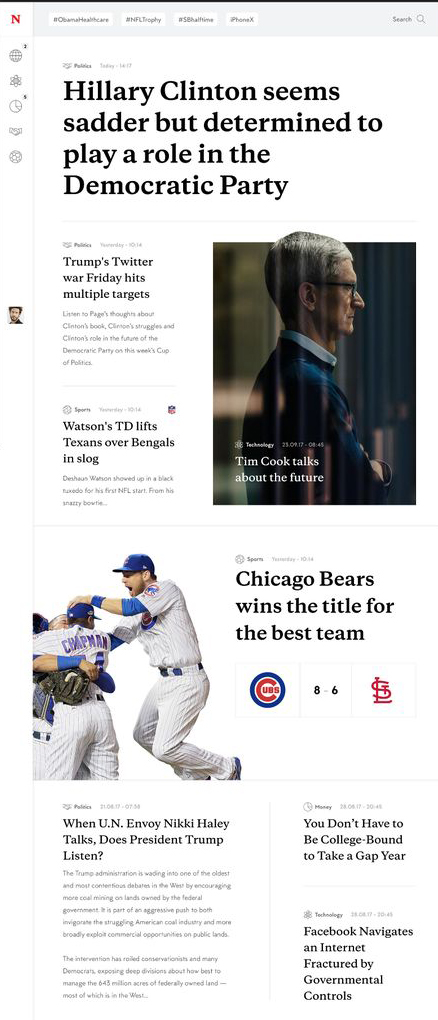 N
#ObamaHealthcare
#NFLTrophy
#SBhalftime
iPhoneX
Search
2
5
Politics Today - 14:17
Hillary Clinton seems
sadder but determined to
play a role in the
Democratic Party
Politics Yesterday - 10:14
Trump's Twitter
war Friday hits
multiple targets
Listen to Page's thoughts about
Clinton's book, Clinton's struggles and
Clinton's role in the future of the
Democratic Party on this week's Cup
of Politics.
Sports Yesterday - 10:14
Watson's TD lifts
Texans over Bengals
in slog
Deshaun Watson showed up in a black
tuxedo for his first NFL start. From his
snazzy bowtie...
Technology 23.09.17 - 08:45
Tim Cook talks
about the future
CHAPMAN
Sports Yesterday - 10:14
Chicago Bears
wins the title for
the best team
CUBS
8 - 6
STL
Politics 31.08.17 - 07:38
When U.N. Envoy Nikki Haley
Talks, Does President Trump
Listen?
The Trump administration is wading into one of the oldest
and most contentious debates in the West by encouraging
more coal mining on lands owned by the federal
government. It is part of an aggressive push to both
invigorate the struggling American coal industry and more
broadly exploit commercial opportunities on public lands.
The intervention has roiled conservationists and many
Democrats, exposing deep divisions about how best to
manage the 643 million acres of federally owned land —
most of which is in the West...
Money 28.08.17 - 20:45
You Don't Have to
Be College-Bound
to Take a Gap Year
Technology 28.08.17 - 20:45
Facebook Navigates
an Internet
Fractured by
Governmental
Controls